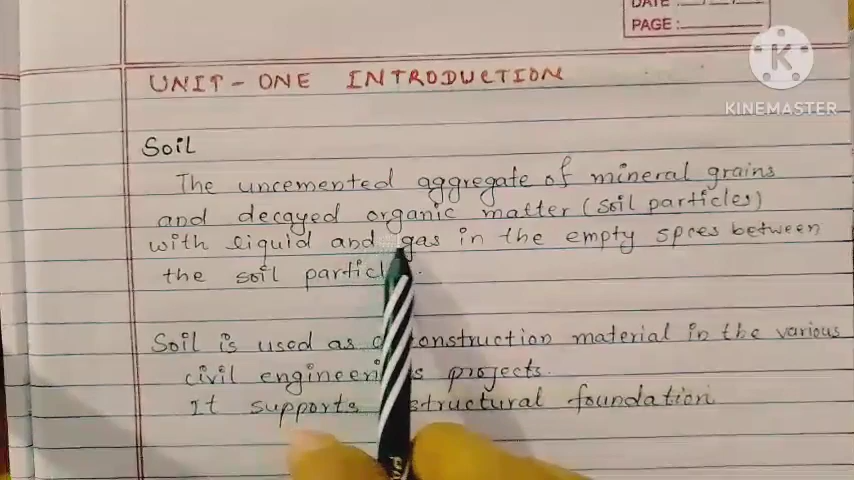 DATE
PAGE:
K
KINEMASTER
UNIT-ONE INTRODUCTION
Soil
The uncemented aggregate of mineral grains
and decayed organic matter (soil particles)
with liquid and gas in the empty spces between
the soil
Soil is used as construction material in the various
civil projects.
It supports structural foundation